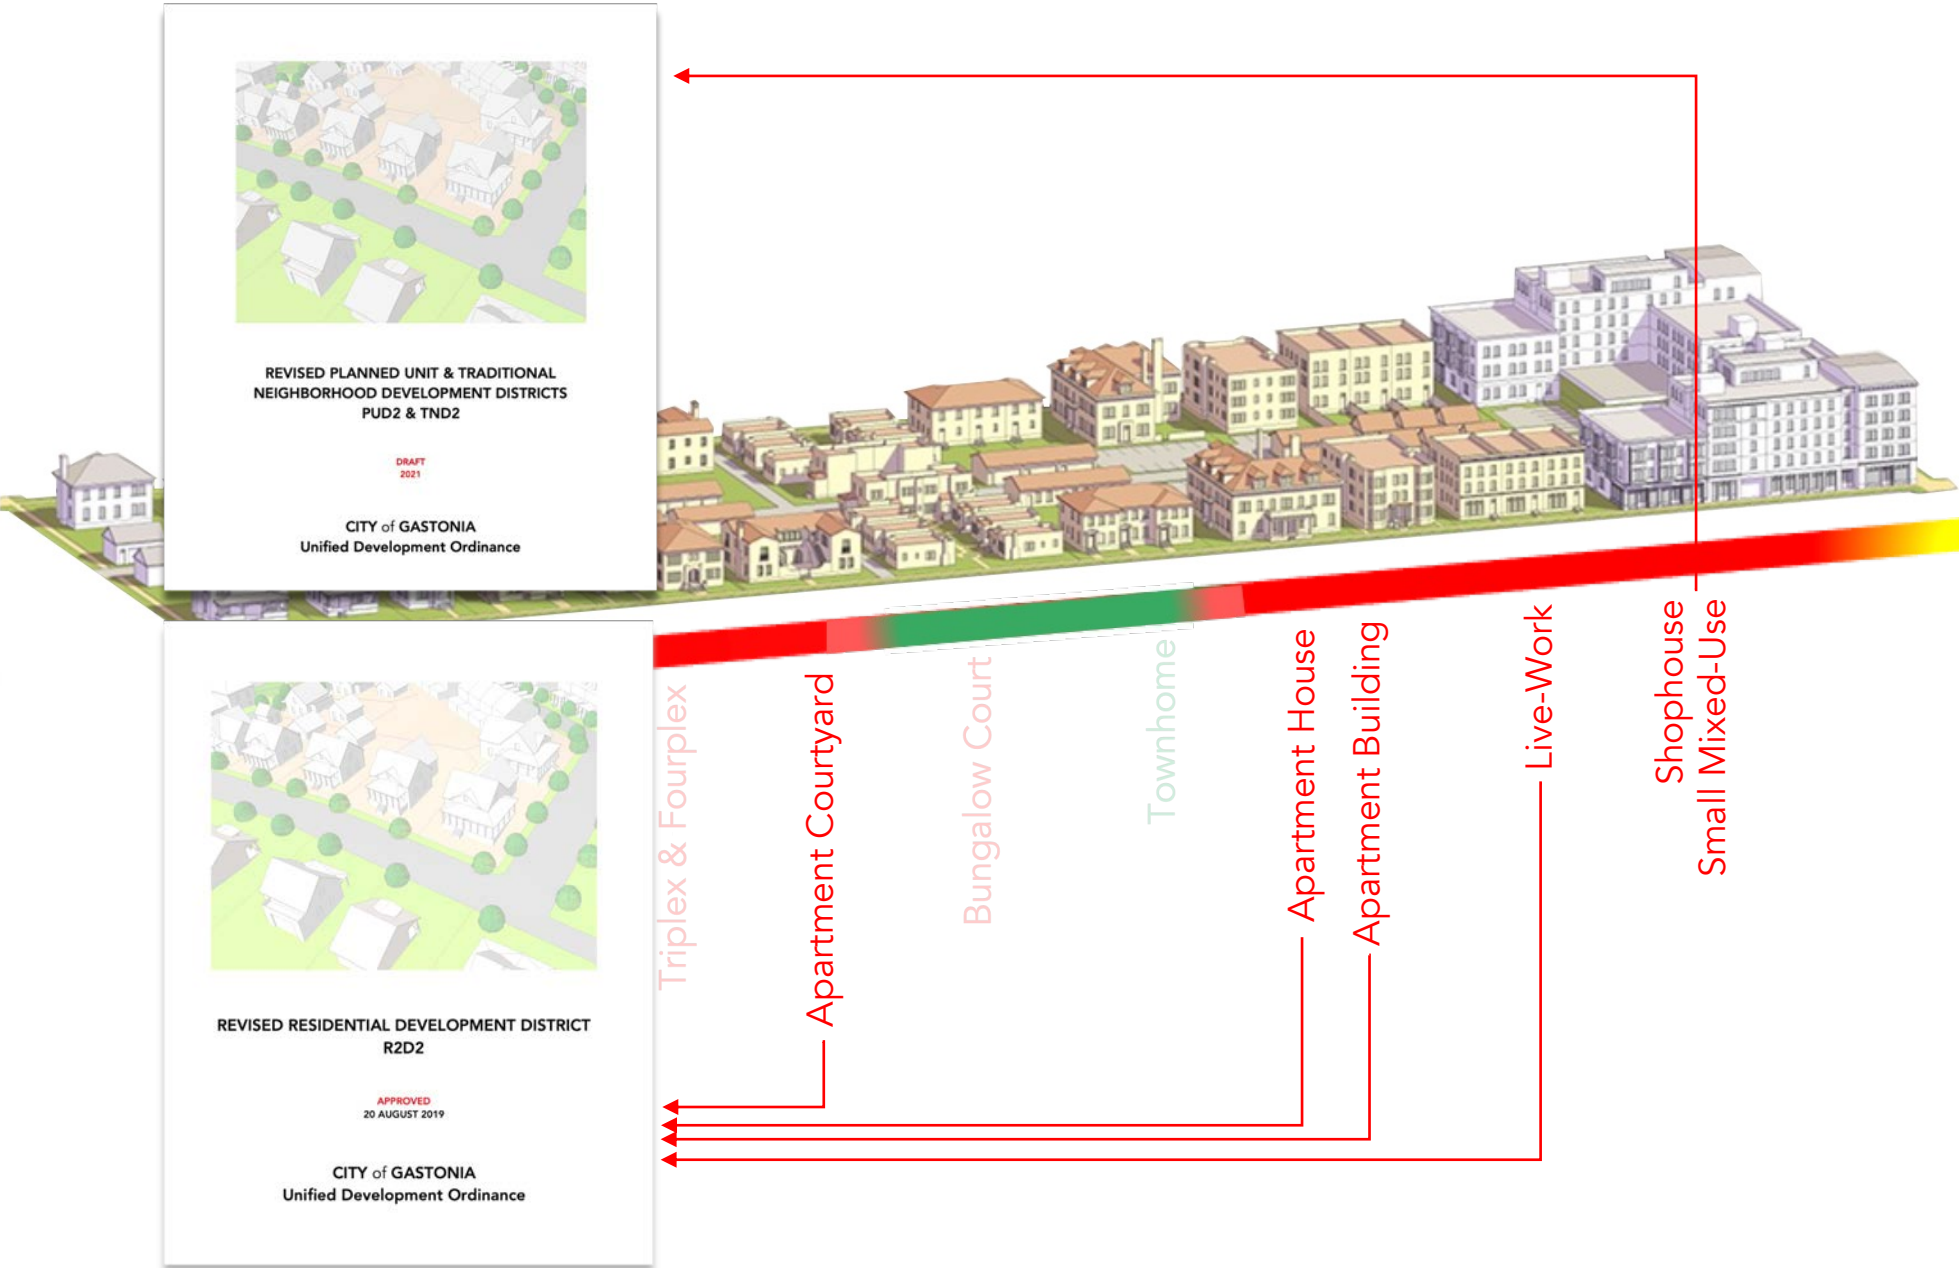 REVISED PLANNED UNIT & TRADITIONAL
NEIGHBORHOOD DEVELOPMENT DISTRICTS
PUD2 & TND2
DRAFT
2021
CITY of GASTONIA
Unified Development Ordinance
REVISED RESIDENTIAL DEVELOPMENT DISTRICT
R2D2
APPROVED
20 AUGUST 2019
CITY of GASTONIA
Unified Development Ordinance
Triplex & Fourplex
Apartment Courtyard
Bungalow Court
Townhome
Apartment House
Apartment Building
Live-Work
Shophouse
Small Mixed-Use